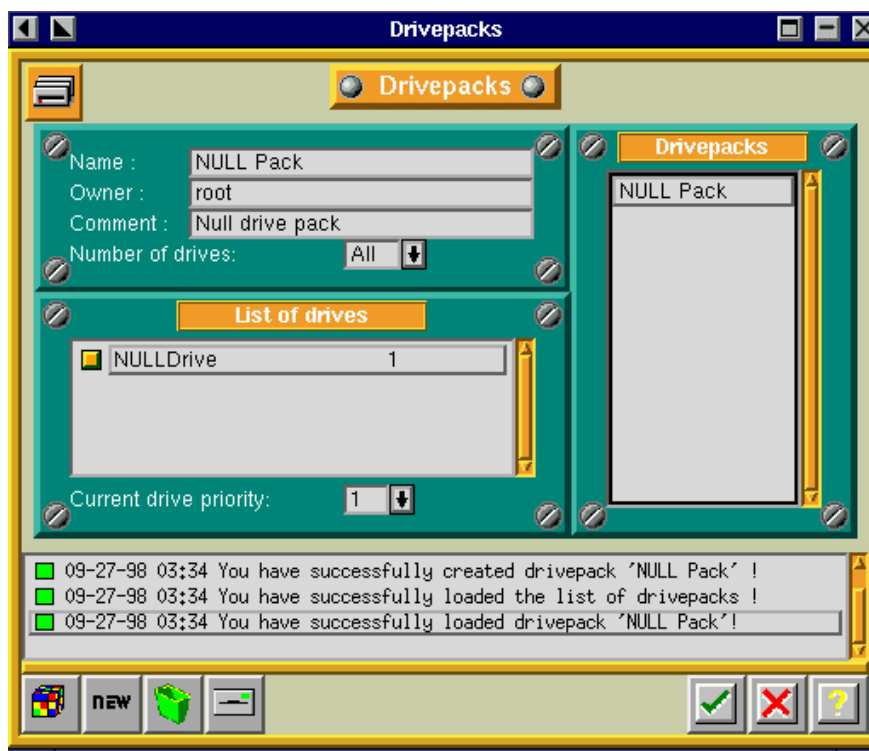 Drivepacks
Drivepacks
Name : NULL Pack
Owner : root
Comment : Null drive pack
Number of drives: All
List of drives
NULLDrive 1
Current drive priority: 1
Drivepacks
NULL Pack
09-27-98 03:34 You have successfully created drivepack 'NULL Pack' !
09-27-98 03:34 You have successfully loaded the list of drivepacks !
09-27-98 03:34 You have successfully loaded drivepack 'NULL Pack'!
NEW
?